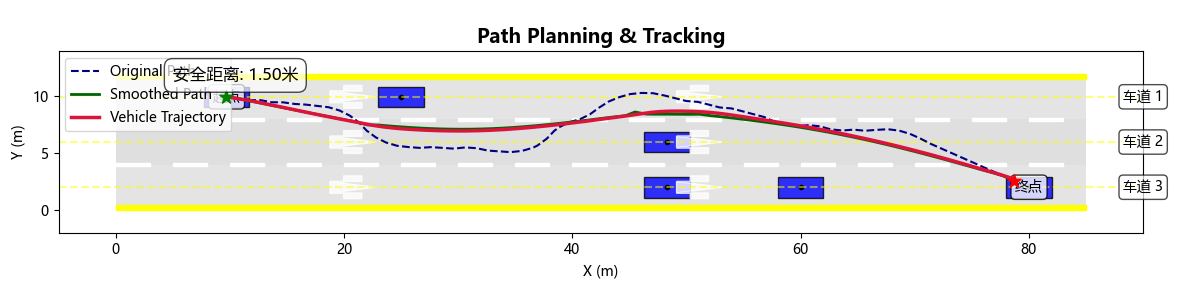 Path Planning & Tracking
Original Path
安全距离: 1.50米
Smoothed Path
Vehicle Trajectory
车道 1
车道 2
车道 3
终点
Y (m)
10
5
0
0
20
40
60
80
X (m)